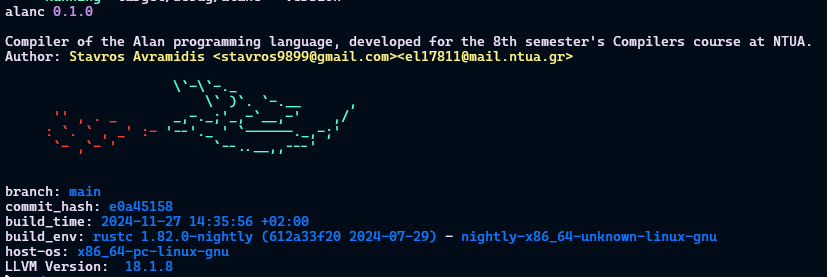 alanc 0.1.0
Compiler of the Alan programming language, developed for the 8th semester's Compilers course at NTUA.
Author: Stavros Avramidis <stavros9899@gmail.com><el17811@mail.ntua.gr>
branch: main
commit_hash: e0a45158
build_time: 2024-11-27 14:35:56 +02:00
build_env: rustc 1.82.0-nightly (612a33f20 2024-07-29) - nightly-x86_64-unknown-linux-gnu
host-os: x86_64-pc-linux-gnu
LLVM Version:  18.1.8